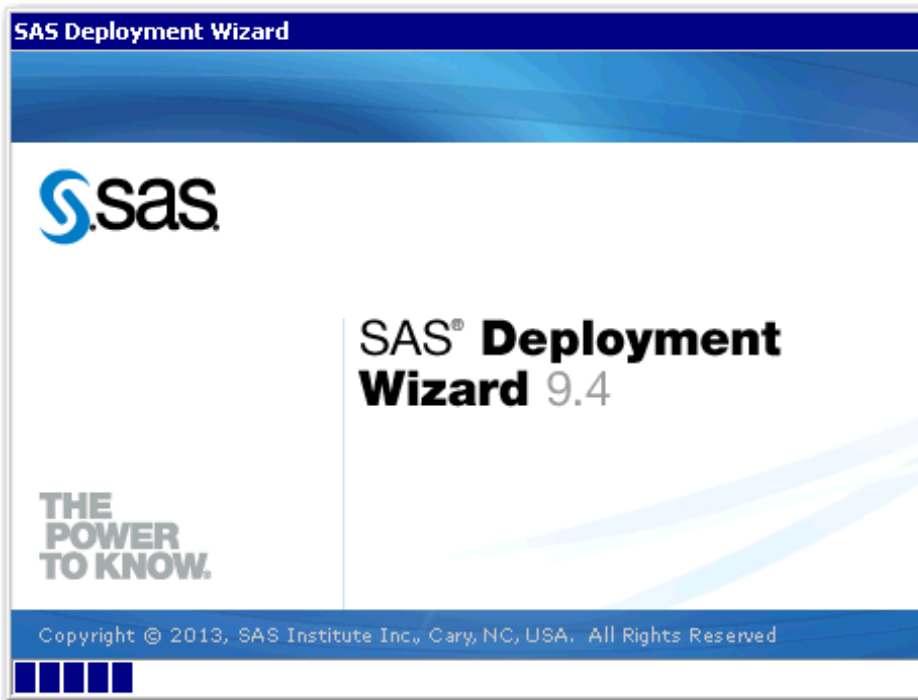 SAS Deployment Wizard
sas
SAS® Deployment
Wizard 9.4
THE
POWER
TO KNOW.
Copyright © 2013, SAS Institute Inc., Cary, NC, USA. All Rights Reserved